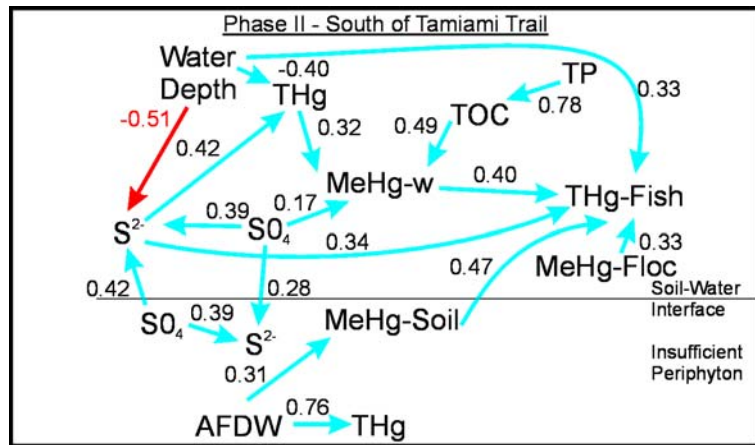 Phase II - South of Tamiami Trail
Water
Depth
-0.40
THg
TP
0.33
-0.51
0.42
0.32
0.49
TOC
0.78
MeHg-w
0.40
THg-Fish
0.17
0.39
S²⁻
SO₄
0.34
0.47
0.33
MeHg-Floc
0.42
0.28
Soil-Water
Interface
SO₄
0.39
S²⁻
MeHg-Soil
0.31
Insufficient
Periphyton
AFDW
0.76
THg